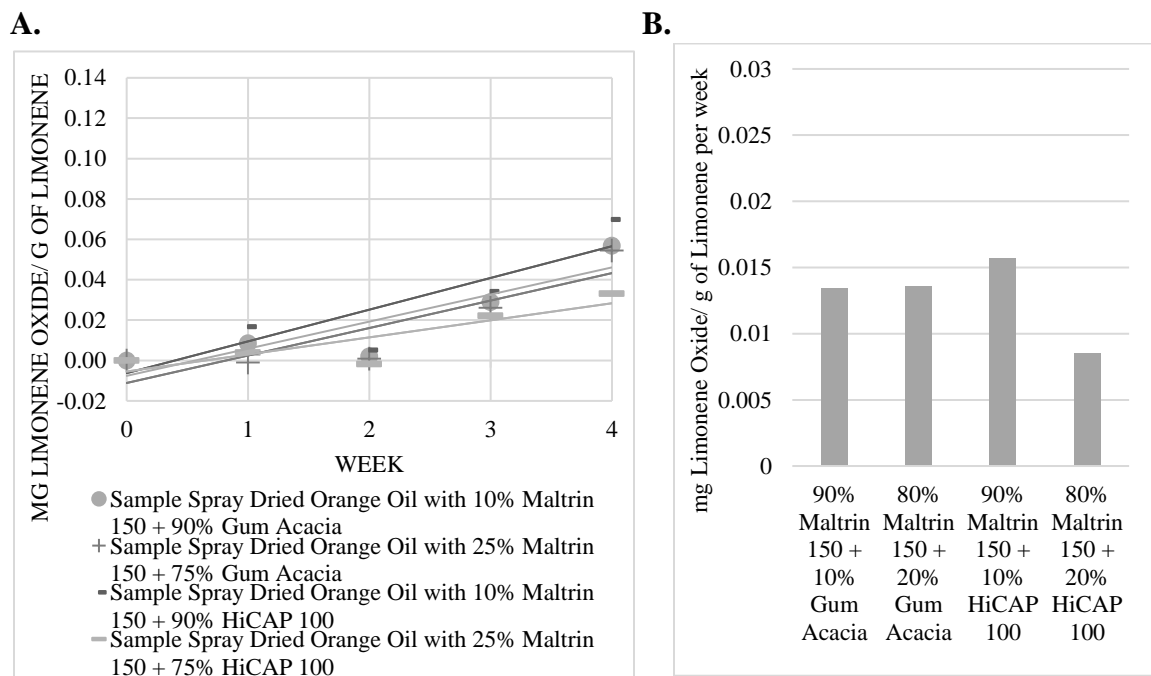 A.
MG LIMONENE OXIDE/ G OF LIMONENE
0.14
0.12
0.10
0.08
0.06
0.04
0.02
0.00
-0.02
0 1 2 3 4
WEEK
Sample Spray Dried Orange Oil with 10% Maltrin
150 + 90% Gum Acacia
Sample Spray Dried Orange Oil with 25% Maltrin
150 + 75% Gum Acacia
Sample Spray Dried Orange Oil with 10% Maltrin
150 + 90% HiCAP 100
Sample Spray Dried Orange Oil with 25% Maltrin
150 + 75% HiCAP 100
B.
mg Limonene Oxide/ g of Limonene per week
0.03
0.025
0.02
0.015
0.01
0.005
0
90%
Maltrin
150 +
10%
Gum
Acacia
80%
Maltrin
150 +
20%
Gum
Acacia
90%
Maltrin
150 +
10%
HiCAP
100
80%
Maltrin
150 +
20%
HiCAP
100